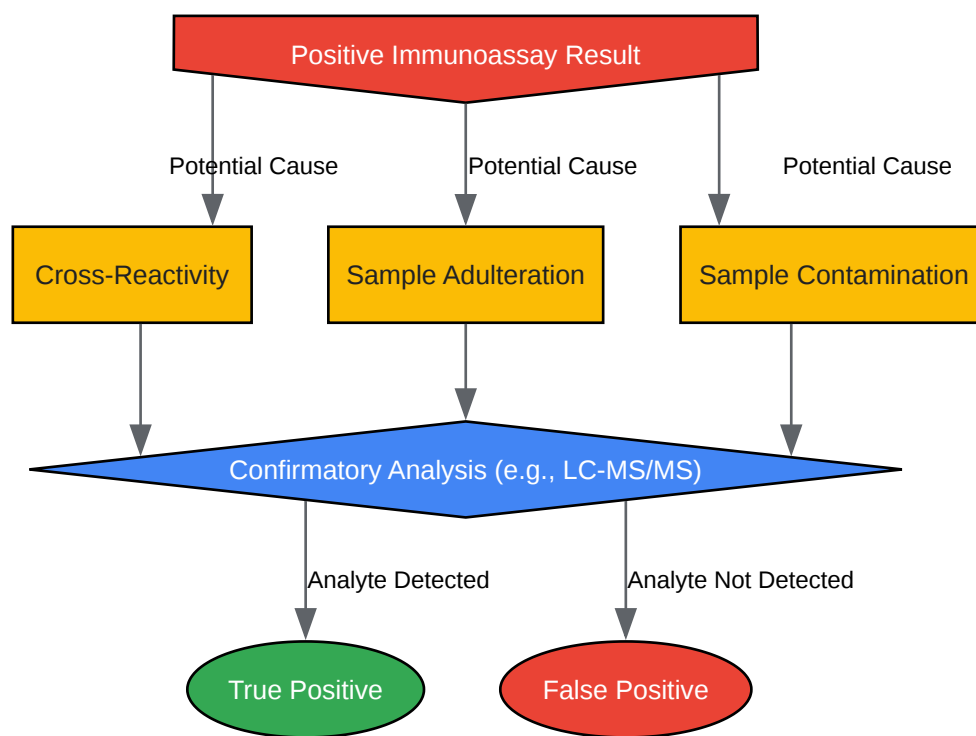 Positive Immunoassay Result
Potential Cause
Potential Cause
Potential Cause
Cross-Reactivity
Sample Adulteration
Sample Contamination
Confirmatory Analysis (e.g., LC-MS/MS)
Analyte Detected
Analyte Not Detected
True Positive
False Positive